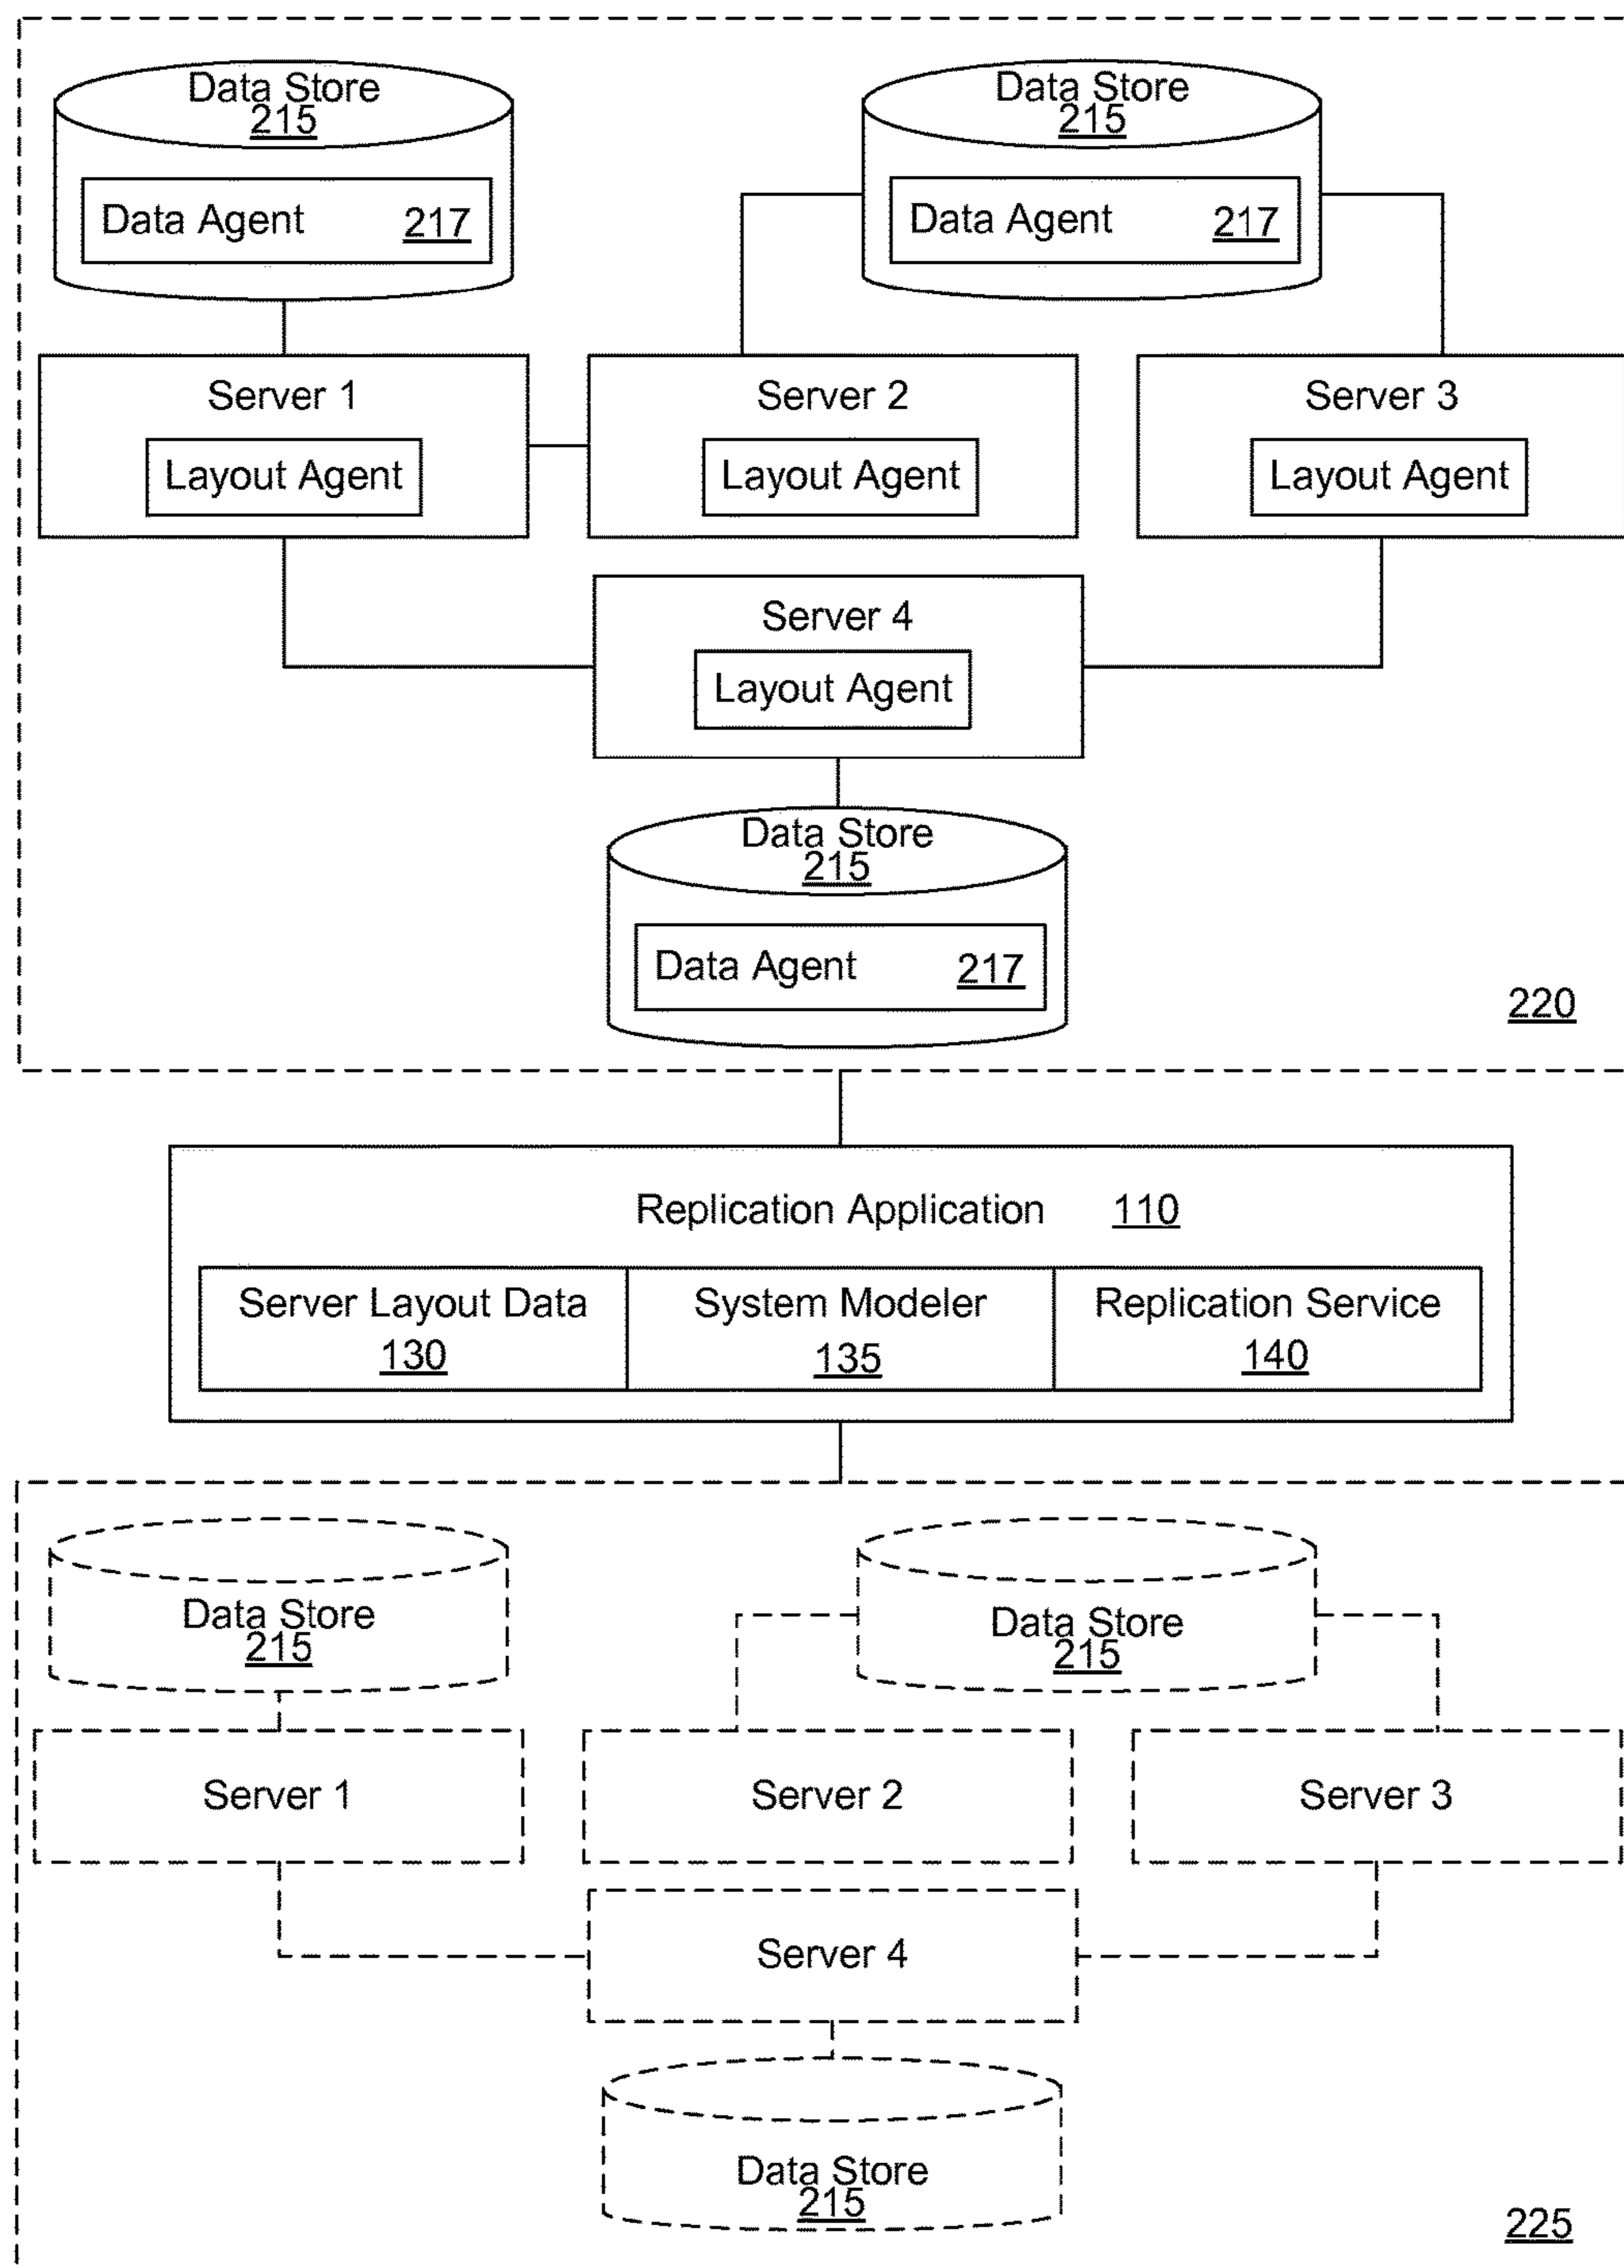 Data Store
215
Data Agent 217
Data Store
215
Data Agent 217
Server 1
Layout Agent
Server 2
Layout Agent
Server 3
Layout Agent
Server 4
Layout Agent
Data Store
215
Data Agent 217
220
Replication Application 110
Server Layout Data
130
System Modeler
135
Replication Service
140
Data Store
215
Data Store
215
Server 1
Server 2
Server 3
Server 4
Data Store
215
225